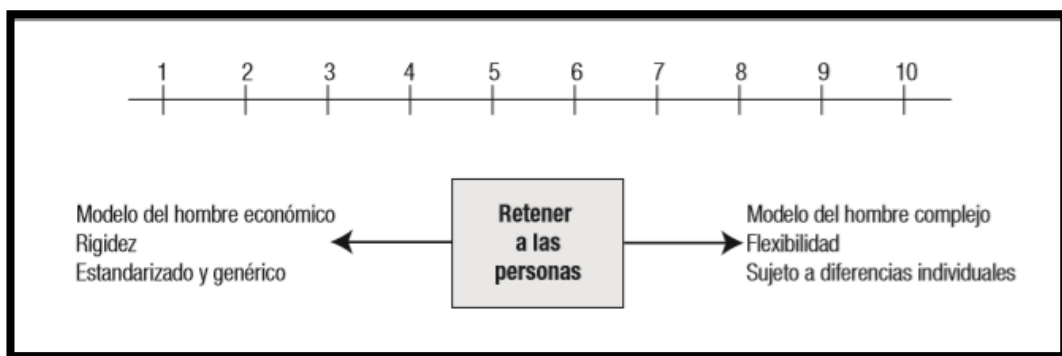 1 2 3 4 5 6 7 8 9 10
Modelo del hombre económico
Rigidez
Estandarizado y genérico
Retener
a las
personas
Modelo del hombre complejo
Flexibilidad
Sujeto a diferencias individuales